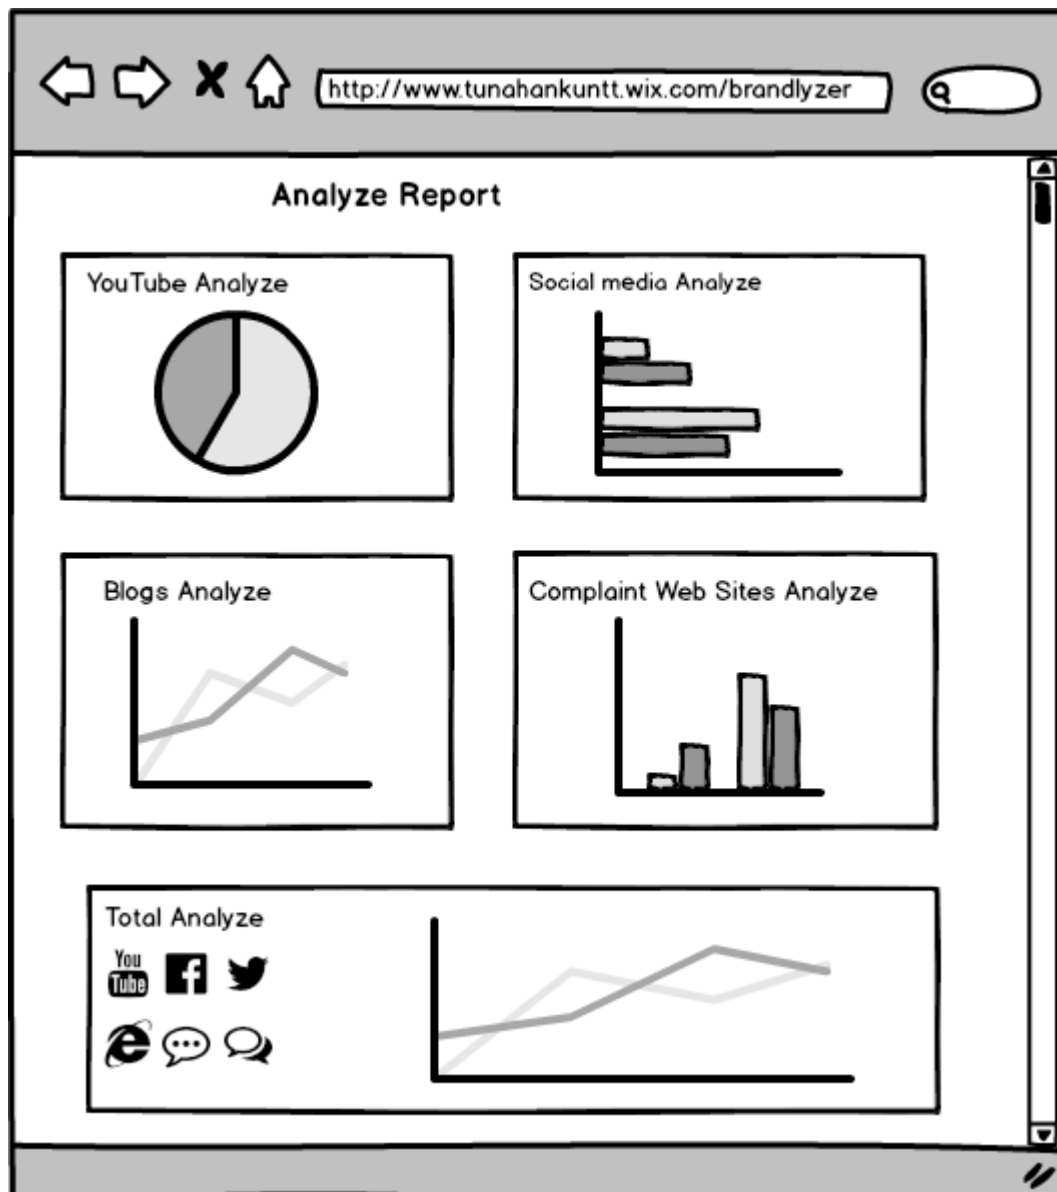 http://www.tunahankuntt.wix.com/brandlyzer
Analyze Report
YouTube Analyze
Social media Analyze
Blogs Analyze
Complaint Web Sites Analyze
Total Analyze
You
Tube